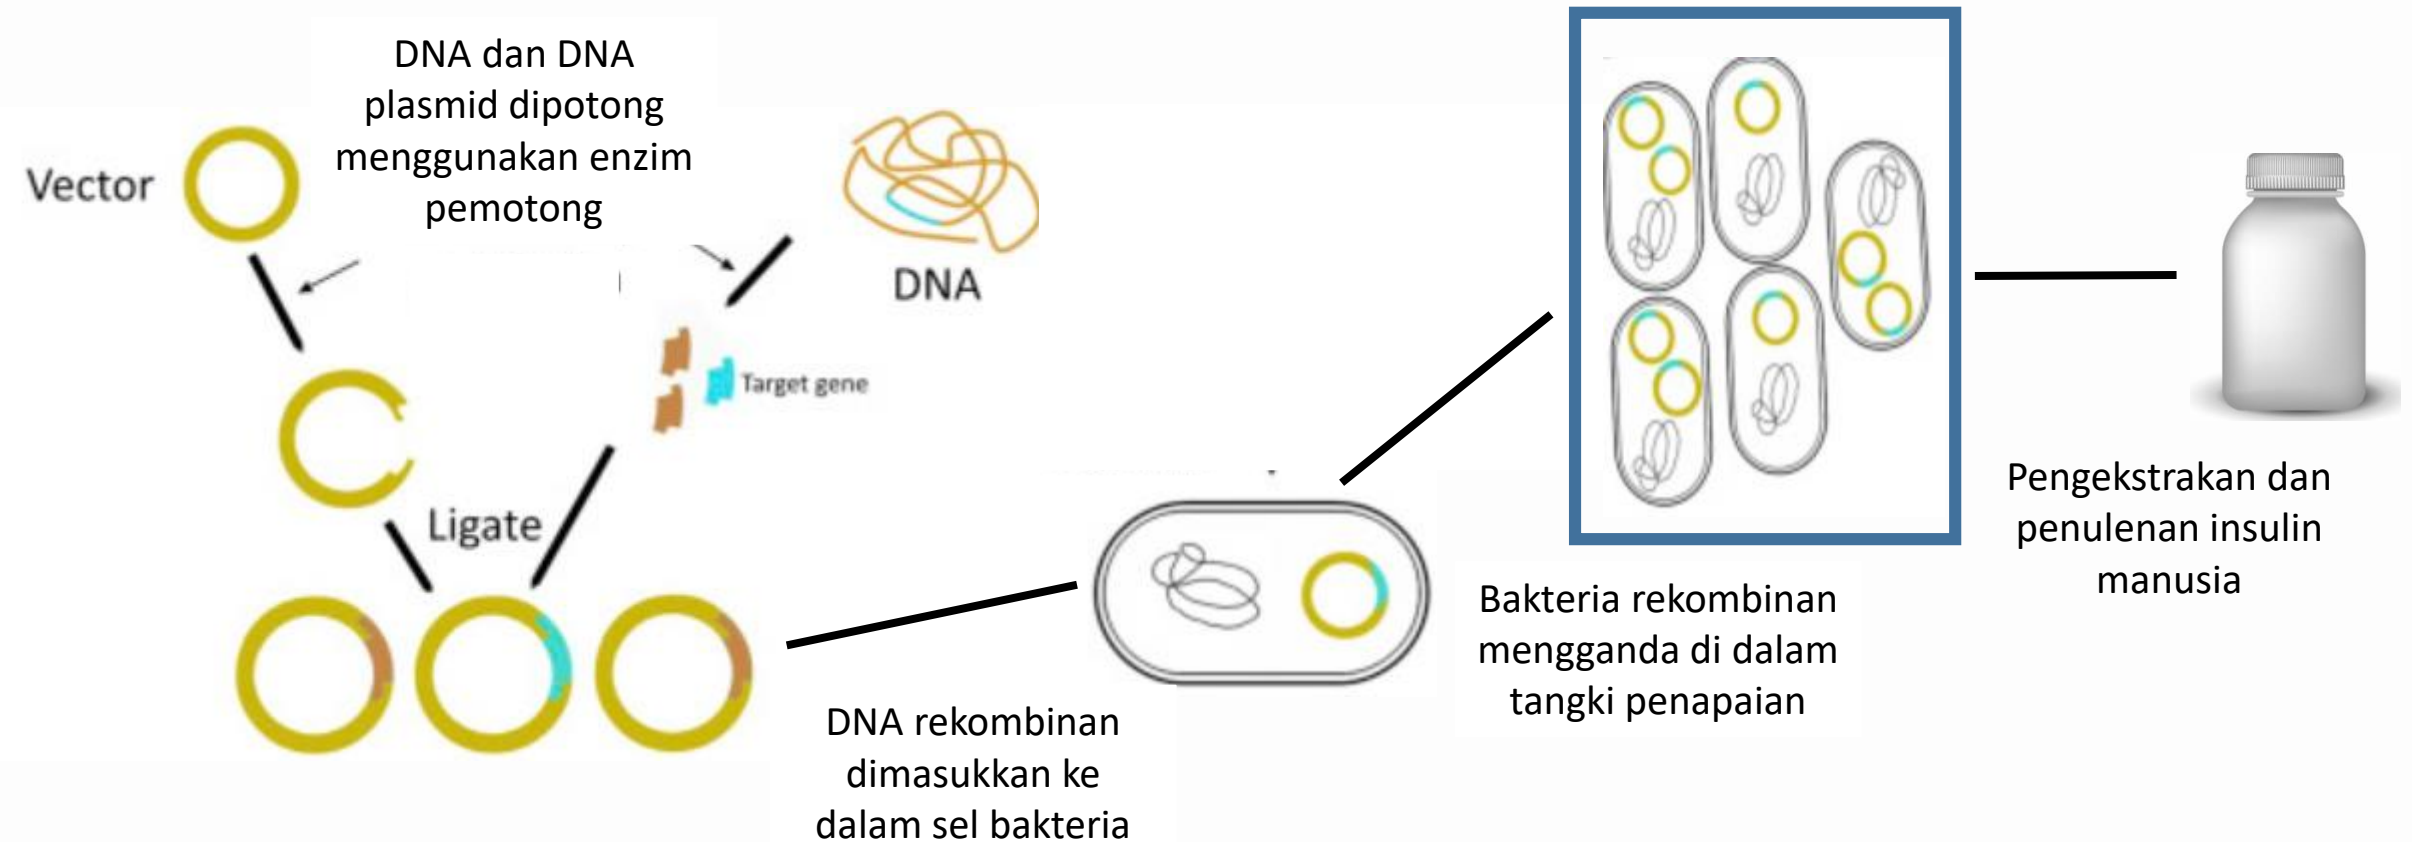 DNA dan DNA
plasmid dipotong
menggunakan enzim
pemotong
Vector
DNA
Target gene
Ligate
DNA rekombinan
dimasukkan ke
dalam sel bakteria
Bakteria rekombinan
mengganda di dalam
tangki penapaian
Pengekstrakan dan
penulenan insulin
manusia